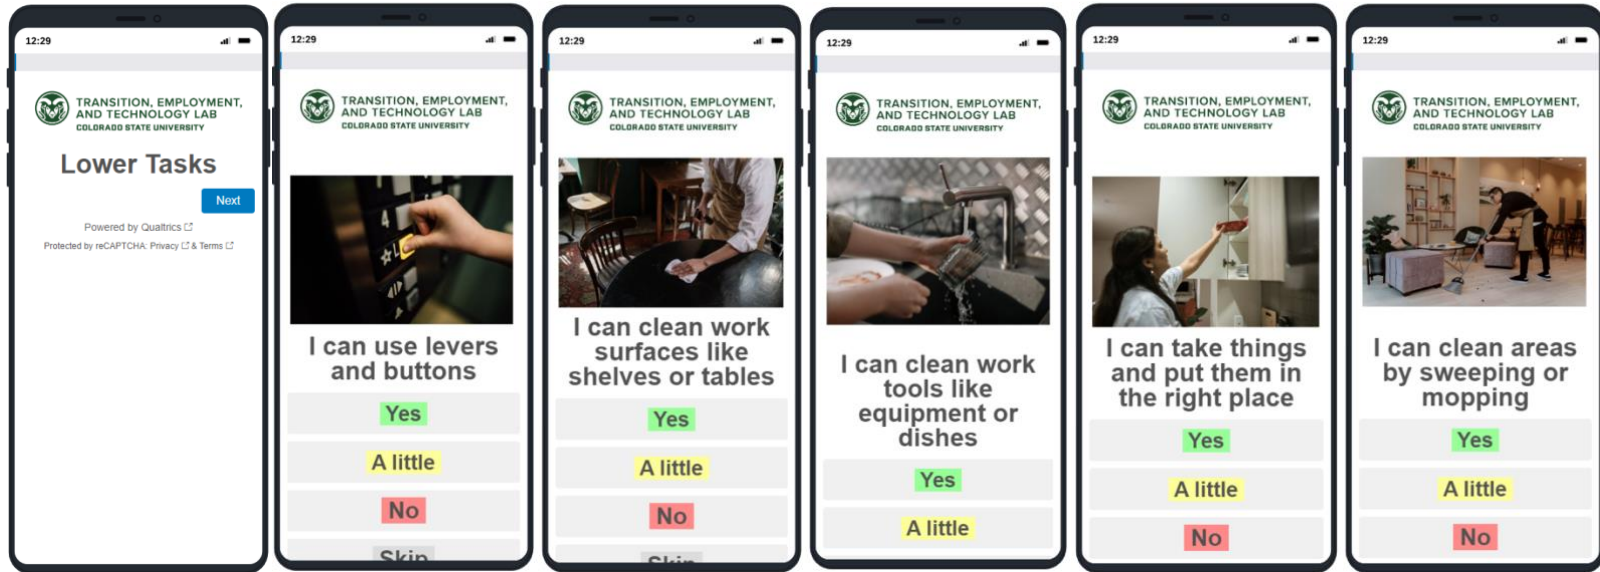 12:29
TRANSITION, EMPLOYMENT,
AND TECHNOLOGY LAB
COLORADO STATE UNIVERSITY
Lower Tasks
Next
Powered by Qualtrics
Protected by reCAPTCHA: Privacy & Terms
12:29
TRANSITION, EMPLOYMENT,
AND TECHNOLOGY LAB
COLORADO STATE UNIVERSITY
4
I can use levers
and buttons
Yes
A little
No
Skip
12:29
TRANSITION, EMPLOYMENT,
AND TECHNOLOGY LAB
COLORADO STATE UNIVERSITY
I can clean work
surfaces like
shelves or tables
Yes
A little
No
Skip
12:29
TRANSITION, EMPLOYMENT,
AND TECHNOLOGY LAB
COLORADO STATE UNIVERSITY
I can clean work
tools like
equipment or
dishes
Yes
A little
12:29
TRANSITION, EMPLOYMENT,
AND TECHNOLOGY LAB
COLORADO STATE UNIVERSITY
I can take things
and put them in
the right place
Yes
A little
No
12:29
TRANSITION, EMPLOYMENT,
AND TECHNOLOGY LAB
COLORADO STATE UNIVERSITY
I can clean areas
by sweeping or
mopping
Yes
A little
No